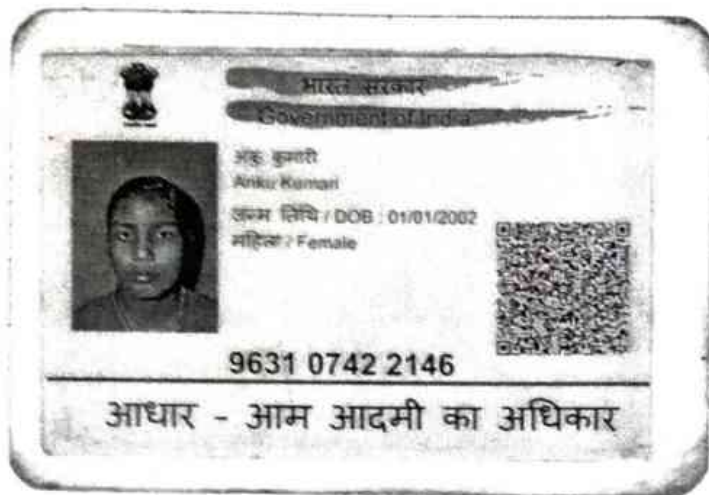 भारत सरकार
Government of India
अंकु कुमारी
Anku Kumari
जन्म तिथि / DOB : 01/01/2002
महिला / Female
9631 0742 2146
आधार - आम आदमी का अधिकार